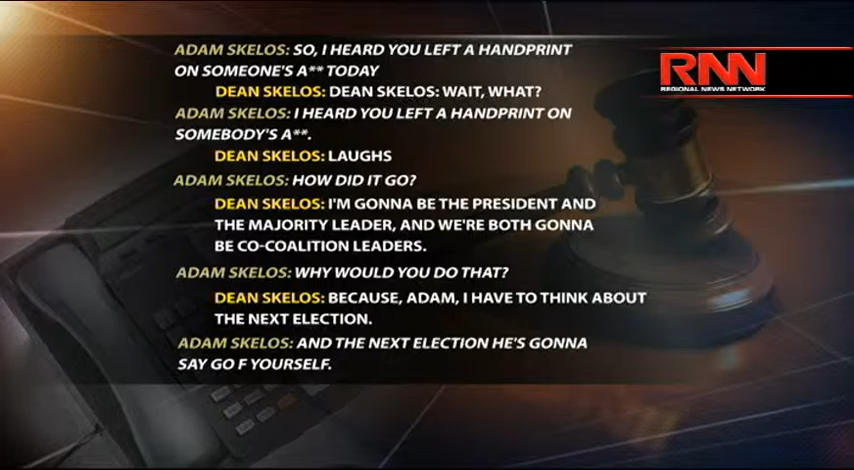 ADAM SKELOS: SO, I HEARD YOU LEFT A HANDPRINT
ON SOMEONE'S A** TODAY
DEAN SKELOS: DEAN SKELOS: WAIT, WHAT?
ADAM SKELOS: I HEARD YOU LEFT A HANDPRINT ON
SOMEBODY'S A**.
DEAN SKELOS: LAUGHS
ADAM SKELOS: HOW DID IT GO?
DEAN SKELOS: I'M GONNA BE THE PRESIDENT AND
THE MAJORITY LEADER, AND WE'RE BOTH GONNA
BE CO-COALITION LEADERS.
ADAM SKELOS: WHY WOULD YOU DO THAT?
DEAN SKELOS: BECAUSE, ADAM, I HAVE TO THINK ABOUT
THE NEXT ELECTION.
ADAM SKELOS: AND THE NEXT ELECTION HE'S GONNA
SAY GO F YOURSELF.
RNN
REGIONAL NEWS NETWORK